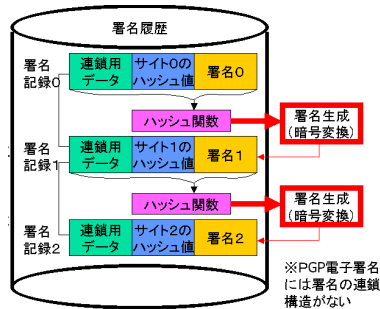 署名履歴
署名
記録0
連鎖用
データ
サイト0の
ハッシュ値
署名0
ハッシュ関数
署名生成
(暗号変換)
署名
記録1
連鎖用
データ
サイト1の
ハッシュ値
署名1
ハッシュ関数
署名生成
(暗号変換)
署名
記録2
連鎖用
データ
サイト2の
ハッシュ値
署名2
※PGP電子署名
には署名の連鎖
構造がない